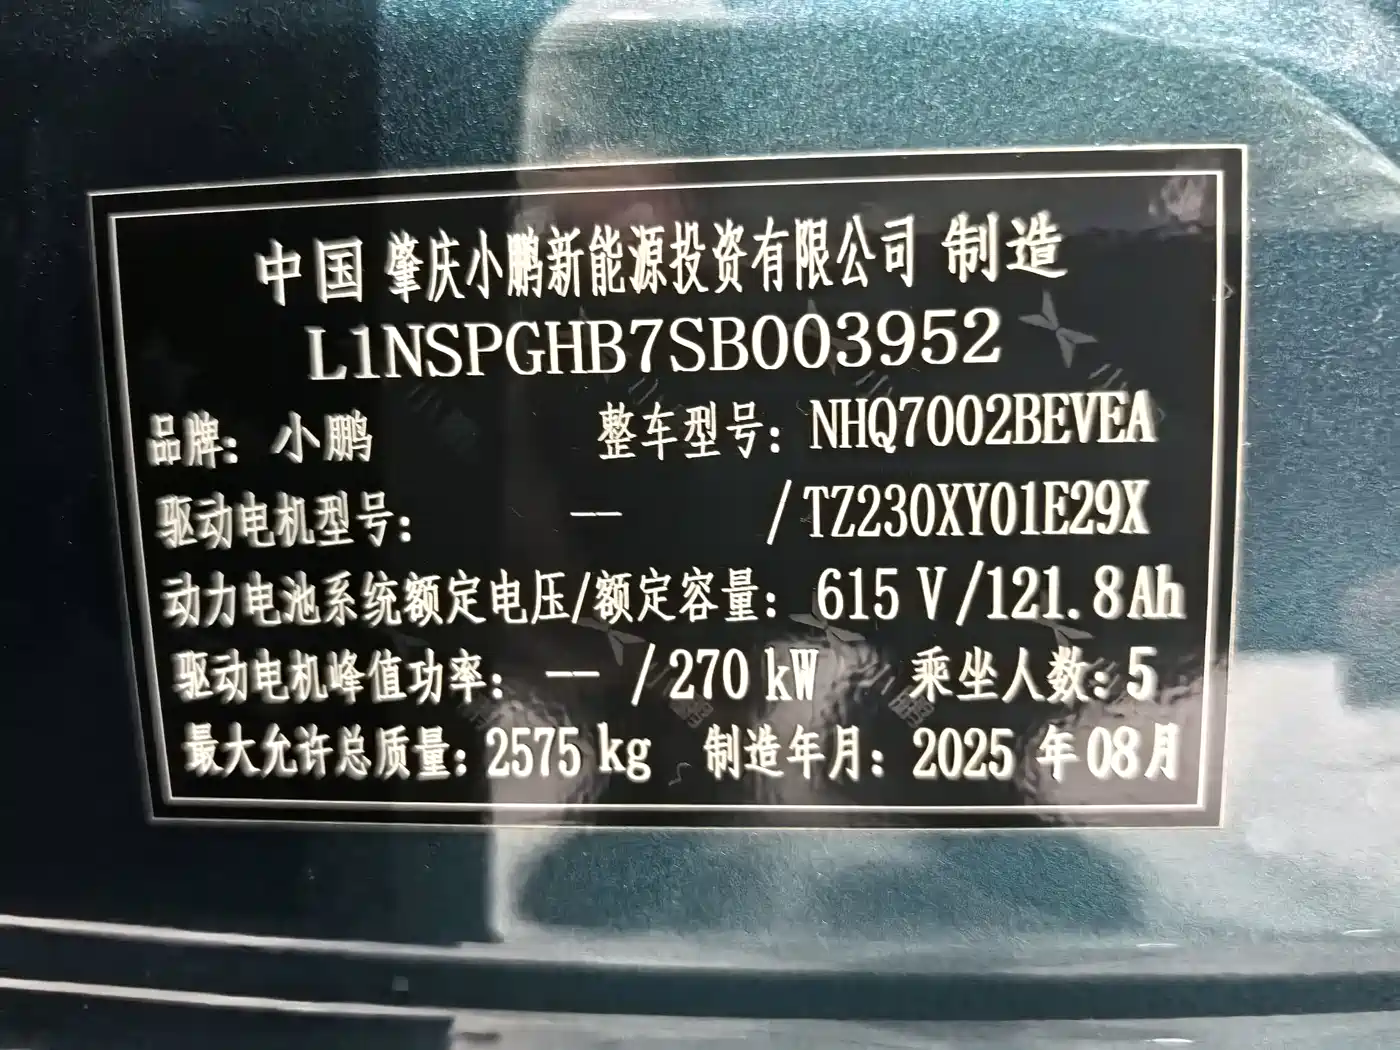 中国 肇庆小鹏新能源投资有限公司 制造
L1NSPGHB7SB003952
品牌: 小鹏 整车型号: NHQ7002BEVEA
驱动电机型号: —— /TZ230XY01E29X
动力电池系统额定电压/额定容量: 615 V /121.8Ah
驱动电机峰值功率: —— /270 kW 乘坐人数: 5
最大允许总质量: 2575 kg 制造年月: 2025 年08月